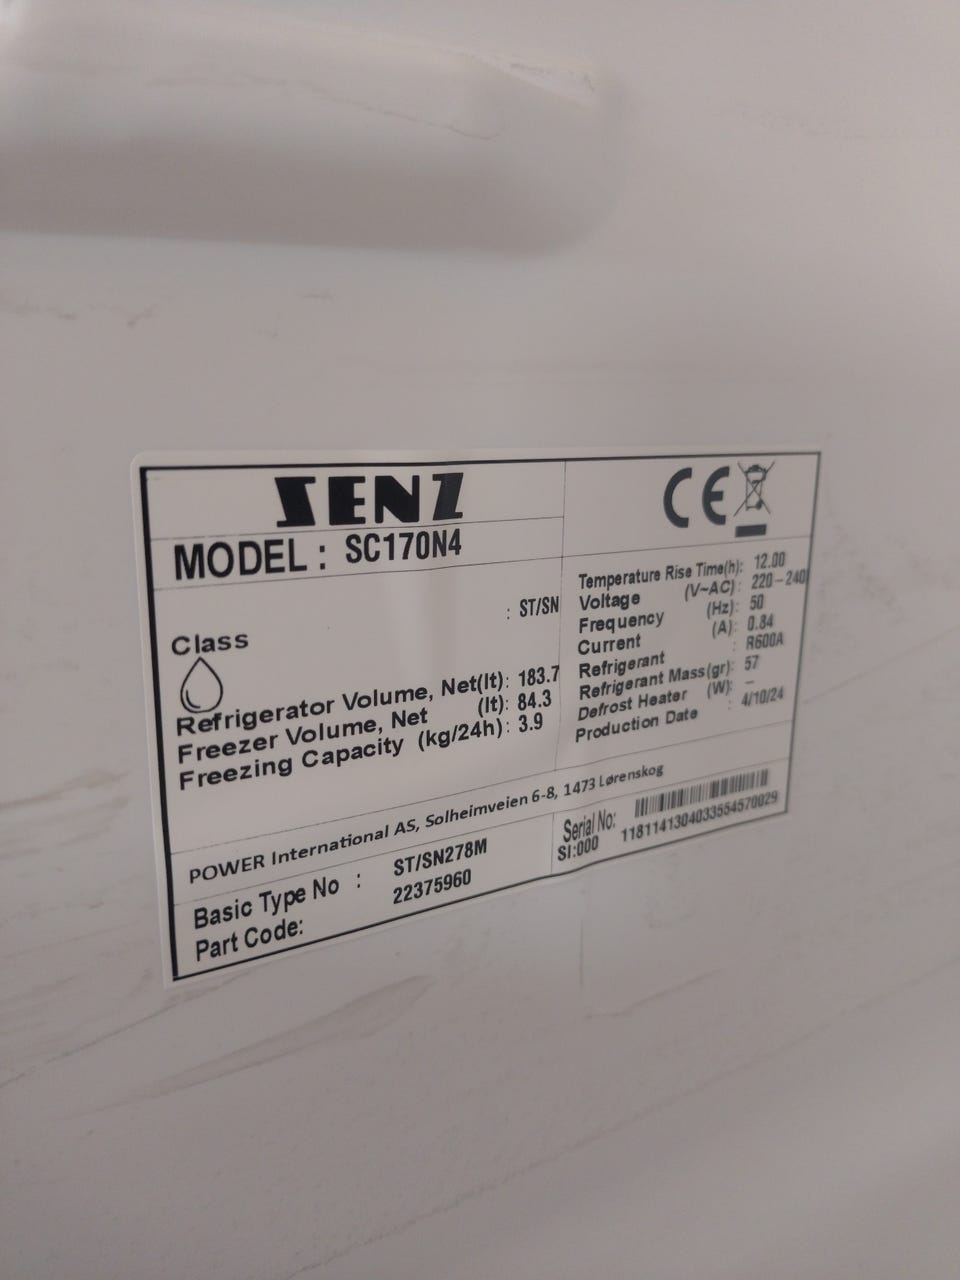 SENZ
MODEL : SC170N4
Class : ST/SN
Refrigerator Volume, Net(lt): 183.7
Freezer Volume, Net (lt): 84.3
Freezing Capacity (kg/24h): 3.9
CE
Temperature Rise Time(h): 12.00
Voltage (V~AC): 220-240
Frequency (Hz): 50
Current (A): 0.84
Refrigerant : R600A
Refrigerant Mass(gr): 57
Defrost Heater (W): –
Production Date : 4/10/24
POWER International AS, Solheimveien 6-8, 1473 Lørenskog
Basic Type No : ST/SN278M
Part Code: 22375960
Serial No:
SI:000 1181141304033554570029